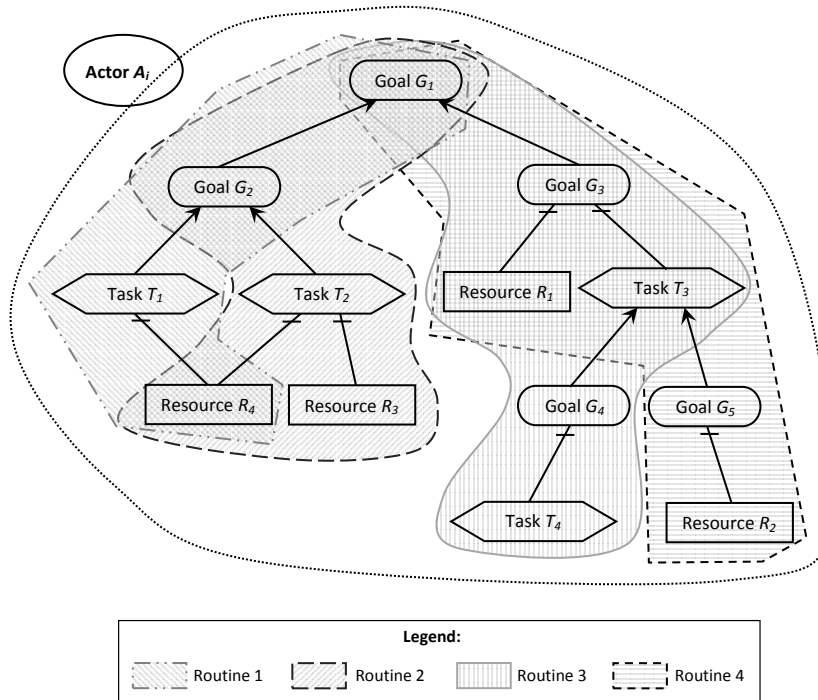 Actor Ai
Goal G1
Goal G2
Goal G3
Task T1
Task T2
Resource R1
Task T3
Resource R4
Resource R3
Goal G4
Goal G5
Task T4
Resource R2
Legend:
Routine 1
Routine 2
Routine 3
Routine 4